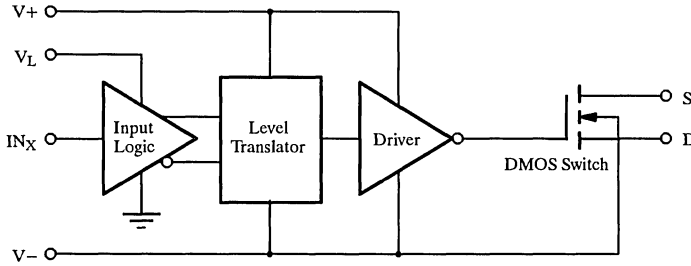 V+
VL
INX
Input
Logic
Level
Translator
Driver
DMOS Switch
S
D
V−